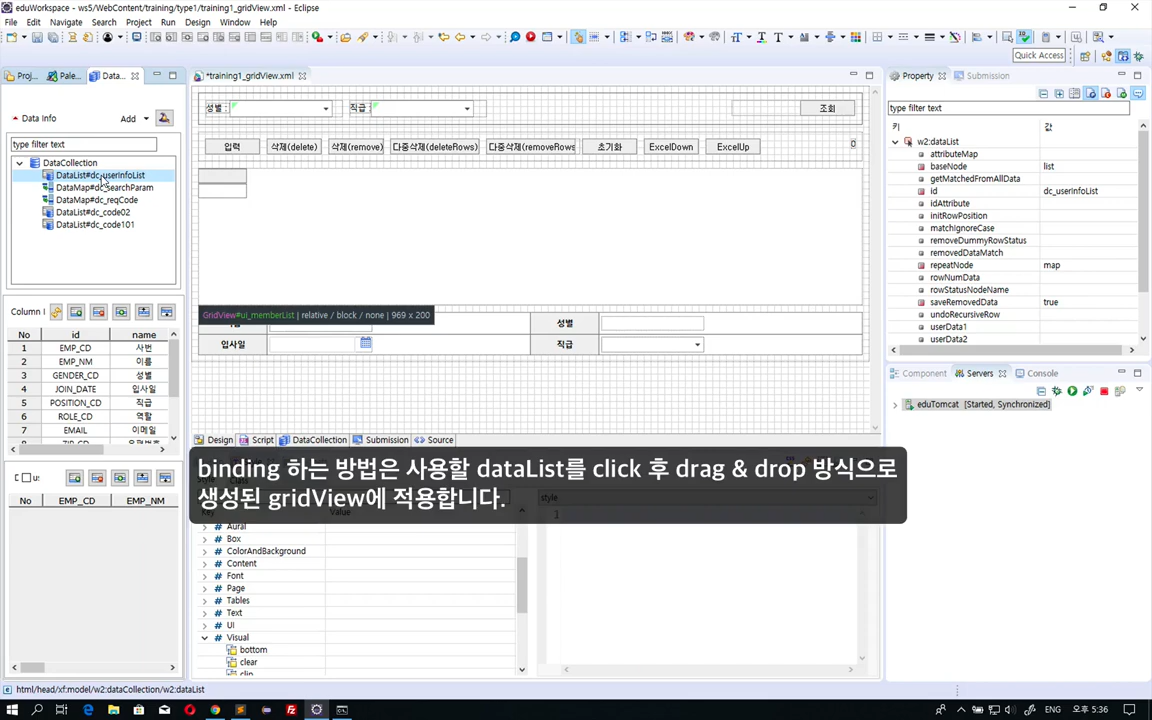 eduWorkspace - ws5/WebContent/training/type1/training1_gridView.xml - Eclipse
File Edit Navigate Search Project Run Design Window Help
Quick Access
Proj... Pale... Data...
*training1_gridView.xml
Property Submission
Data Info Add
type filter text
DataCollection
DataList#dc_userInfoList
DataMap#dc_searchParam
DataMap#dc_reqCode
DataList#dc_code02
DataList#dc_code101
Column I
No id name
1 EMP_CD 사번
2 EMP_NM 이름
3 GENDER_CD 성별
4 JOIN_DATE 입사일
5 POSITION_CD 직급
6 ROLE_CD 역할
7 EMAIL 이메일
No EMP_CD EMP_NM
성별 직급 조회
입력 삭제(delete) 삭제(remove) 다중삭제(deleteRows) 다중삭제(removeRows 초기화 ExcelDown ExcelUp 0
GridView#ui_memberList | relative / block / none | 969 x 200
성별
입사일 직급
Design Script DataCollection Submission Source
binding 하는 방법은 사용할 dataList를 click 후 drag & drop 방식으로
생성된 gridView에 적용합니다.
style
1
Aural
Box
ColorAndBackground
Content
Font
Page
Tables
Text
UI
Visual
bottom
clear
type filter text
키 값
w2:dataList
attributeMap
baseNode list
getMatchedFromAllData
id dc_userInfoList
idAttribute
initRowPosition
matchIgnoreCase
removeDummyRowStatus
removedDataMatch
repeatNode map
rowNumData
rowStatusNodeName
saveRemovedData true
undoRecursiveRow
userData1
userData2
Component Servers Console
eduTomcat [Started, Synchronized]
html/head/xf:model/w2:dataCollection/w2:dataList
ENG 오후 5:36